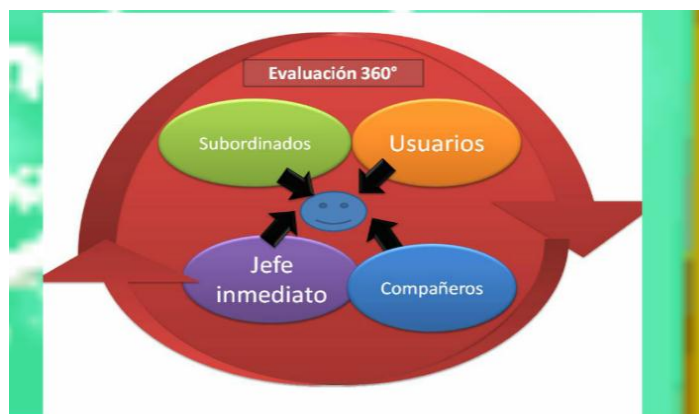 Evaluación 360°
Subordinados
Usuarios
Jefe
inmediato
Compañeros